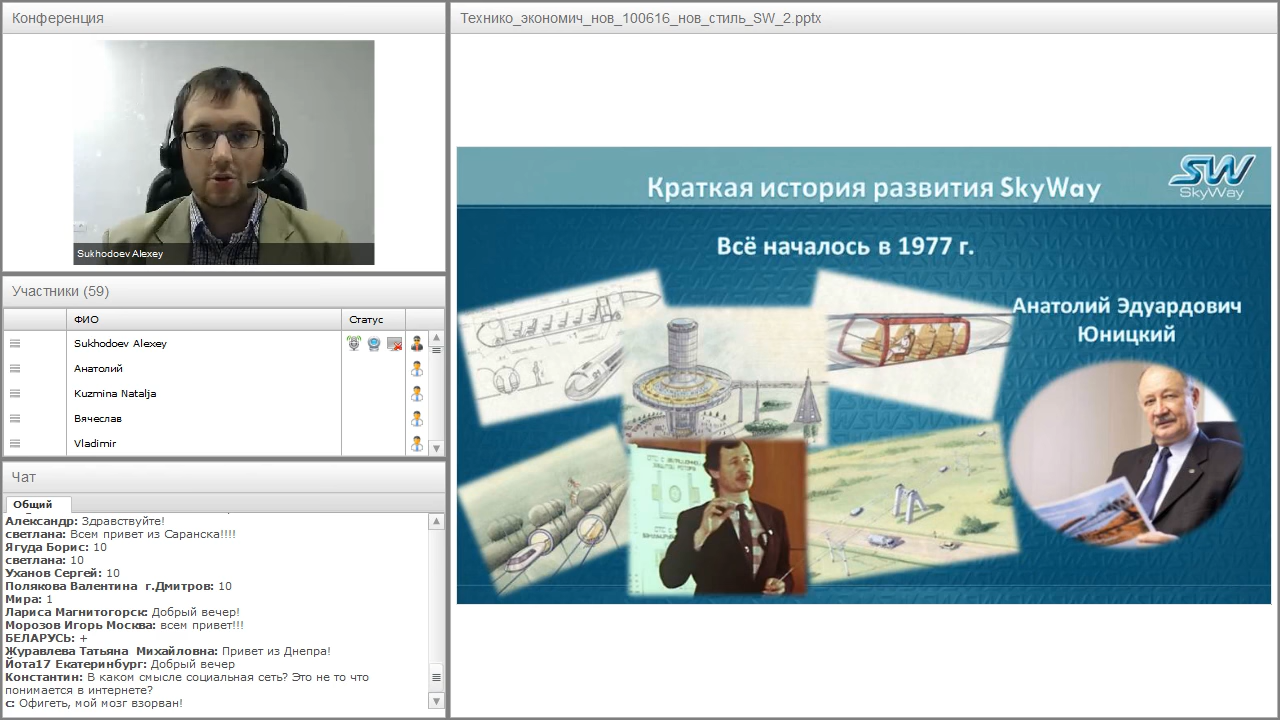 Конференция
Sukhodoev Alexey
Участники (59)
ФИО
Статус
Sukhodoev Alexey
Анатолий
Kuzmina Natalja
Вячеслав
Vladimir
Чат
Общий
Александр: Здравствуйте!
светлана: Всем привет из Саранска!!!!
Ягуда Борис: 10
светлана: 10
Уханов Сергей: 10
Полякова Валентина г.Дмитров: 10
Мира: 1
Лариса Магнитогорск: Добрый вечер!
Морозов Игорь Москва: всем привет!!!
БЕЛАРУСЬ: +
Журавлева Татьяна Михайловна: Привет из Днепра!
Йота17 Екатеринбург: Добрый вечер
Константин: В каком смысле социальная сеть? Это не то что
понимается в интернете?
с: Офигеть, мой мозг взорван!
Технико_экономич_нов_100616_нов_стиль_SW_2.pptx
Краткая история развития SkyWay
SW
SkyWay
Всё началось в 1977 г.
Анатолий Эдуардович
Юницкий